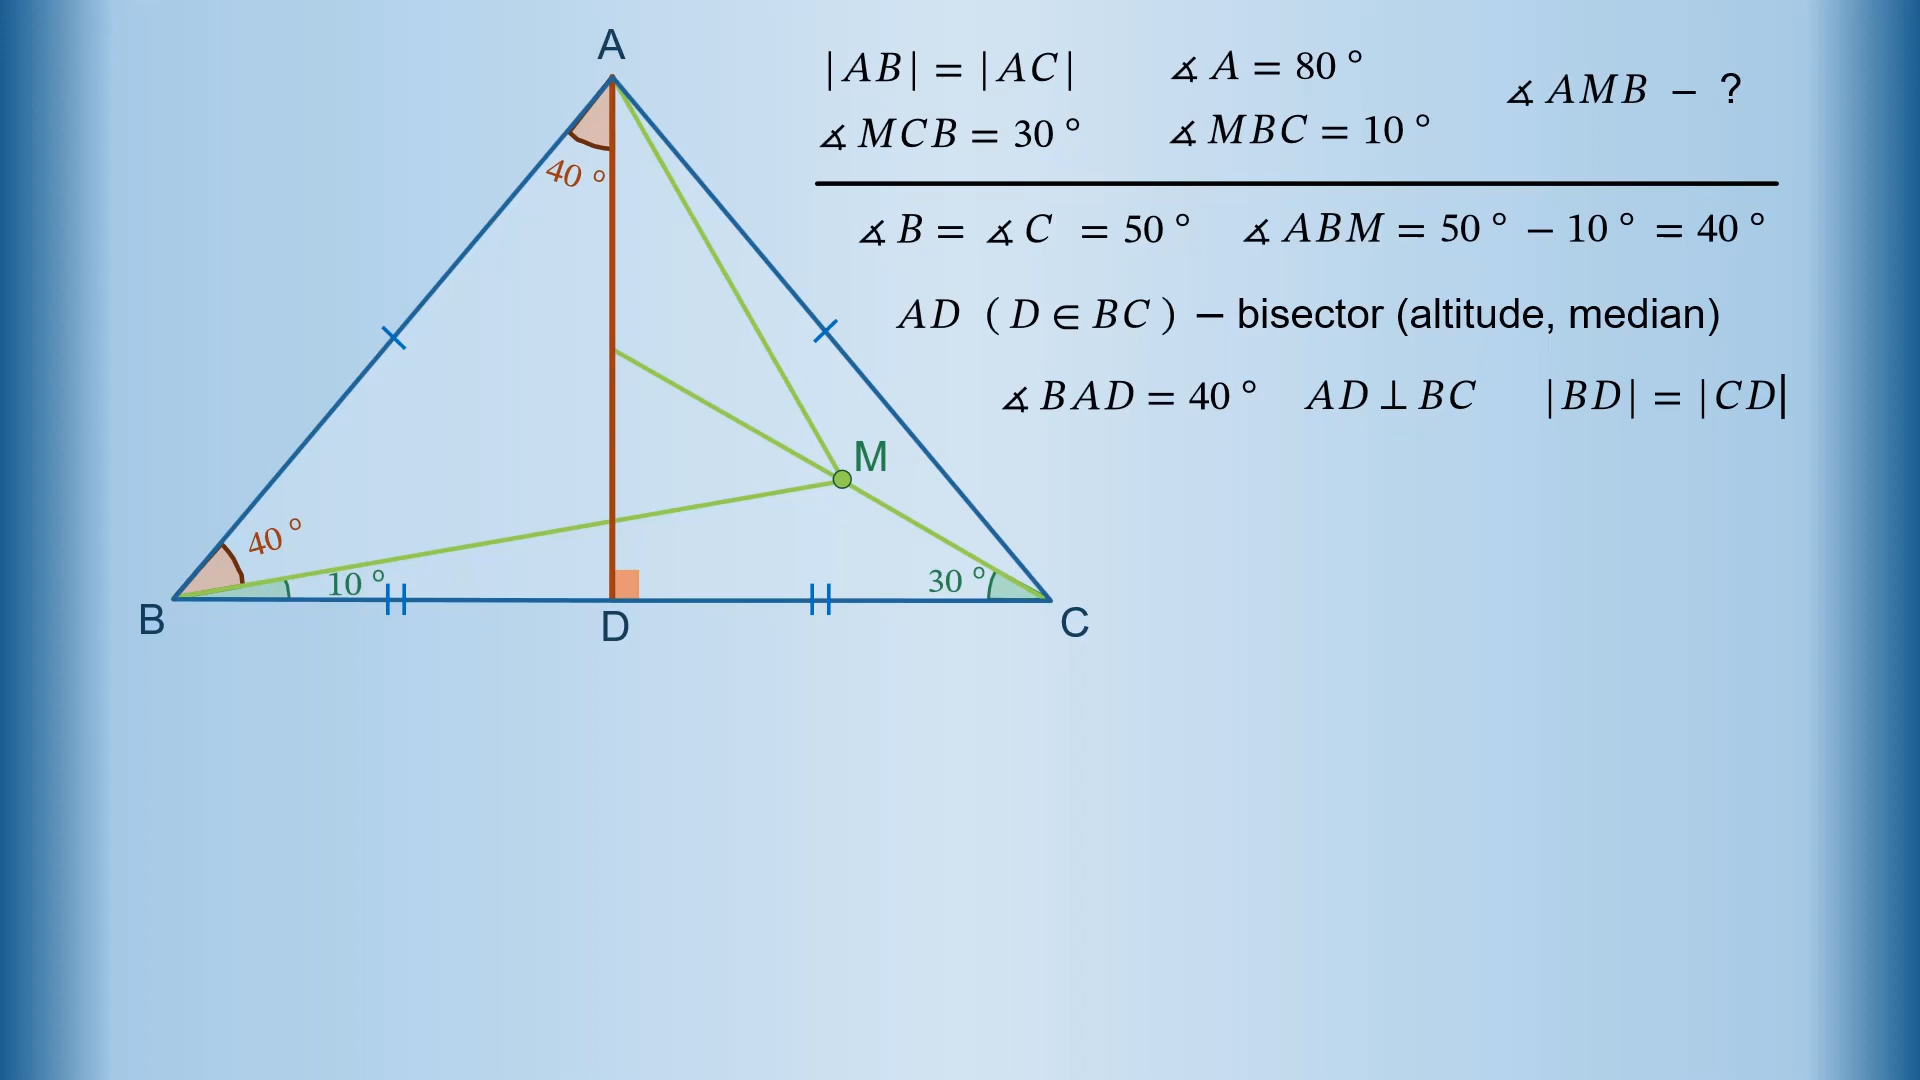 A
|AB| = |AC|
∡ A = 80 °
∡ AMB – ?
∡ MCB = 30 °
∡ MBC = 10 °
40 °
∡ B = ∡ C = 50 °
∡ ABM = 50 ° – 10 ° = 40 °
AD ( D ∈ BC ) – bisector (altitude, median)
∡ BAD = 40 °
AD ⊥ BC
|BD| = |CD|
M
40 °
10 °
30 °
B
D
C